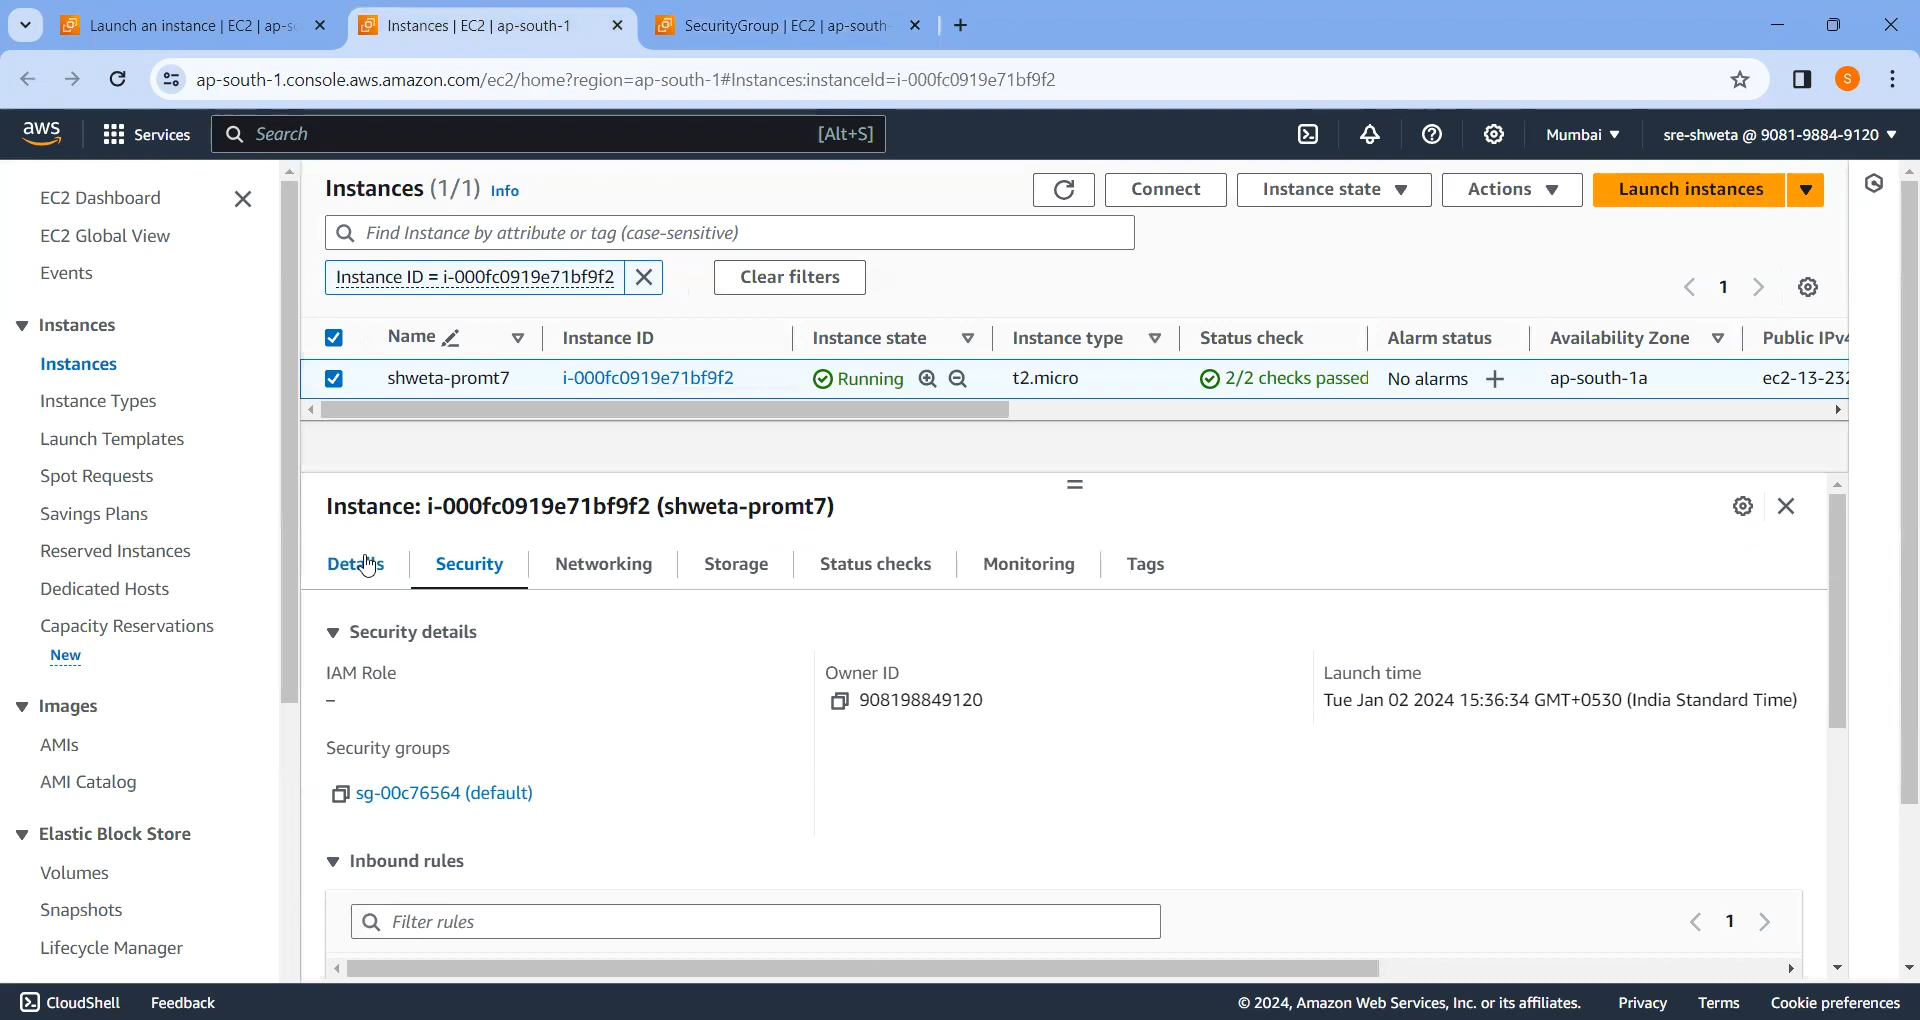 Launch an instance | EC2 | ap-s
Instances | EC2 | ap-south-1
SecurityGroup | EC2 | ap-south-
ap-south-1.console.aws.amazon.com/ec2/home?region=ap-south-1#Instances:instanceId=i-000fc0919e71bf9f2
S
aws
Services
Search
[Alt+S]
Mumbai
sre-shweta @ 9081-9884-9120
EC2 Dashboard
EC2 Global View
Events
Instances
Instances
Instance Types
Launch Templates
Spot Requests
Savings Plans
Reserved Instances
Dedicated Hosts
Capacity Reservations
New
Images
AMIs
AMI Catalog
Elastic Block Store
Volumes
Snapshots
Lifecycle Manager
Instances (1/1) Info
Connect
Instance state
Actions
Launch instances
Find Instance by attribute or tag (case-sensitive)
Instance ID = i-000fc0919e71bf9f2
Clear filters
1
Name Instance ID Instance state Instance type Status check Alarm status Availability Zone Public IPv4
shweta-promt7 i-000fc0919e71bf9f2 Running t2.micro 2/2 checks passed No alarms ap-south-1a ec2-13-232
Instance: i-000fc0919e71bf9f2 (shweta-promt7)
Details Security Networking Storage Status checks Monitoring Tags
Security details
IAM Role
–
Owner ID
908198849120
Launch time
Tue Jan 02 2024 15:36:34 GMT+0530 (India Standard Time)
Security groups
sg-00c76564 (default)
Inbound rules
Filter rules
1
CloudShell
Feedback
© 2024, Amazon Web Services, Inc. or its affiliates.
Privacy
Terms
Cookie preferences